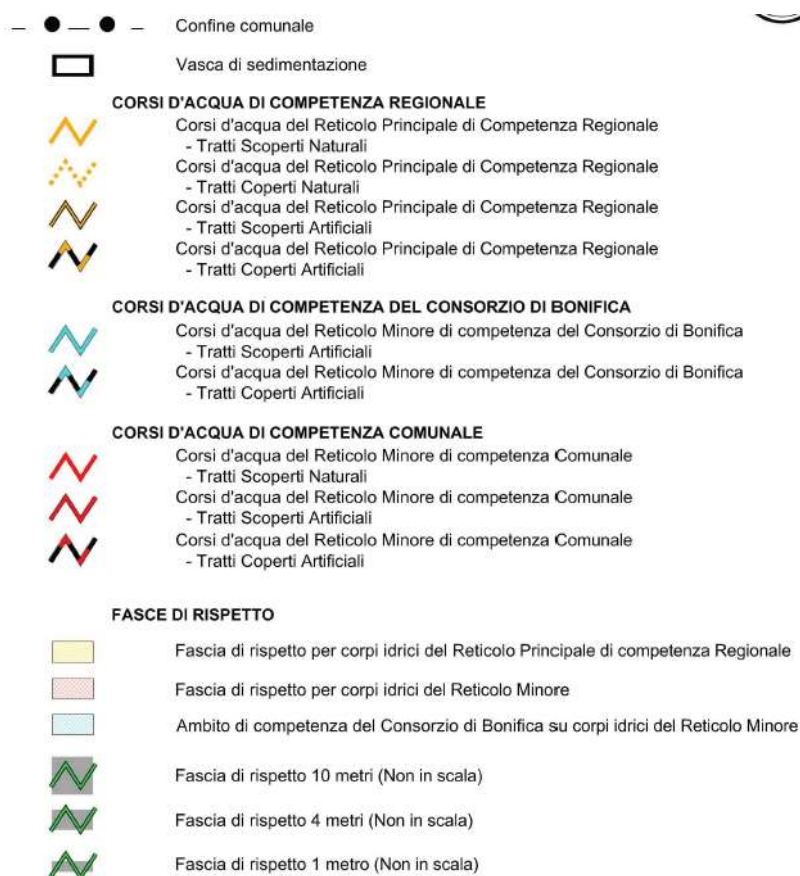 Confine comunale
Vasca di sedimentazione
CORSI D'ACQUA DI COMPETENZA REGIONALE
Corsi d'acqua del Reticolo Principale di Competenza Regionale
- Tratti Scoperti Naturali
Corsi d'acqua del Reticolo Principale di Competenza Regionale
- Tratti Coperti Naturali
Corsi d'acqua del Reticolo Principale di Competenza Regionale
- Tratti Scoperti Artificiali
Corsi d'acqua del Reticolo Principale di Competenza Regionale
- Tratti Coperti Artificiali
CORSI D'ACQUA DI COMPETENZA DEL CONSORZIO DI BONIFICA
Corsi d'acqua del Reticolo Minore di competenza del Consorzio di Bonifica
- Tratti Scoperti Artificiali
Corsi d'acqua del Reticolo Minore di competenza del Consorzio di Bonifica
- Tratti Coperti Artificiali
CORSI D'ACQUA DI COMPETENZA COMUNALE
Corsi d'acqua del Reticolo Minore di competenza Comunale
- Tratti Scoperti Naturali
Corsi d'acqua del Reticolo Minore di competenza Comunale
- Tratti Scoperti Artificiali
Corsi d'acqua del Reticolo Minore di competenza Comunale
- Tratti Coperti Artificiali
FASCE DI RISPETTO
Fascia di rispetto per corpi idrici del Reticolo Principale di competenza Regionale
Fascia di rispetto per corpi idrici del Reticolo Minore
Ambito di competenza del Consorzio di Bonifica su corpi idrici del Reticolo Minore
Fascia di rispetto 10 metri (Non in scala)
Fascia di rispetto 4 metri (Non in scala)
Fascia di rispetto 1 metro (Non in scala)